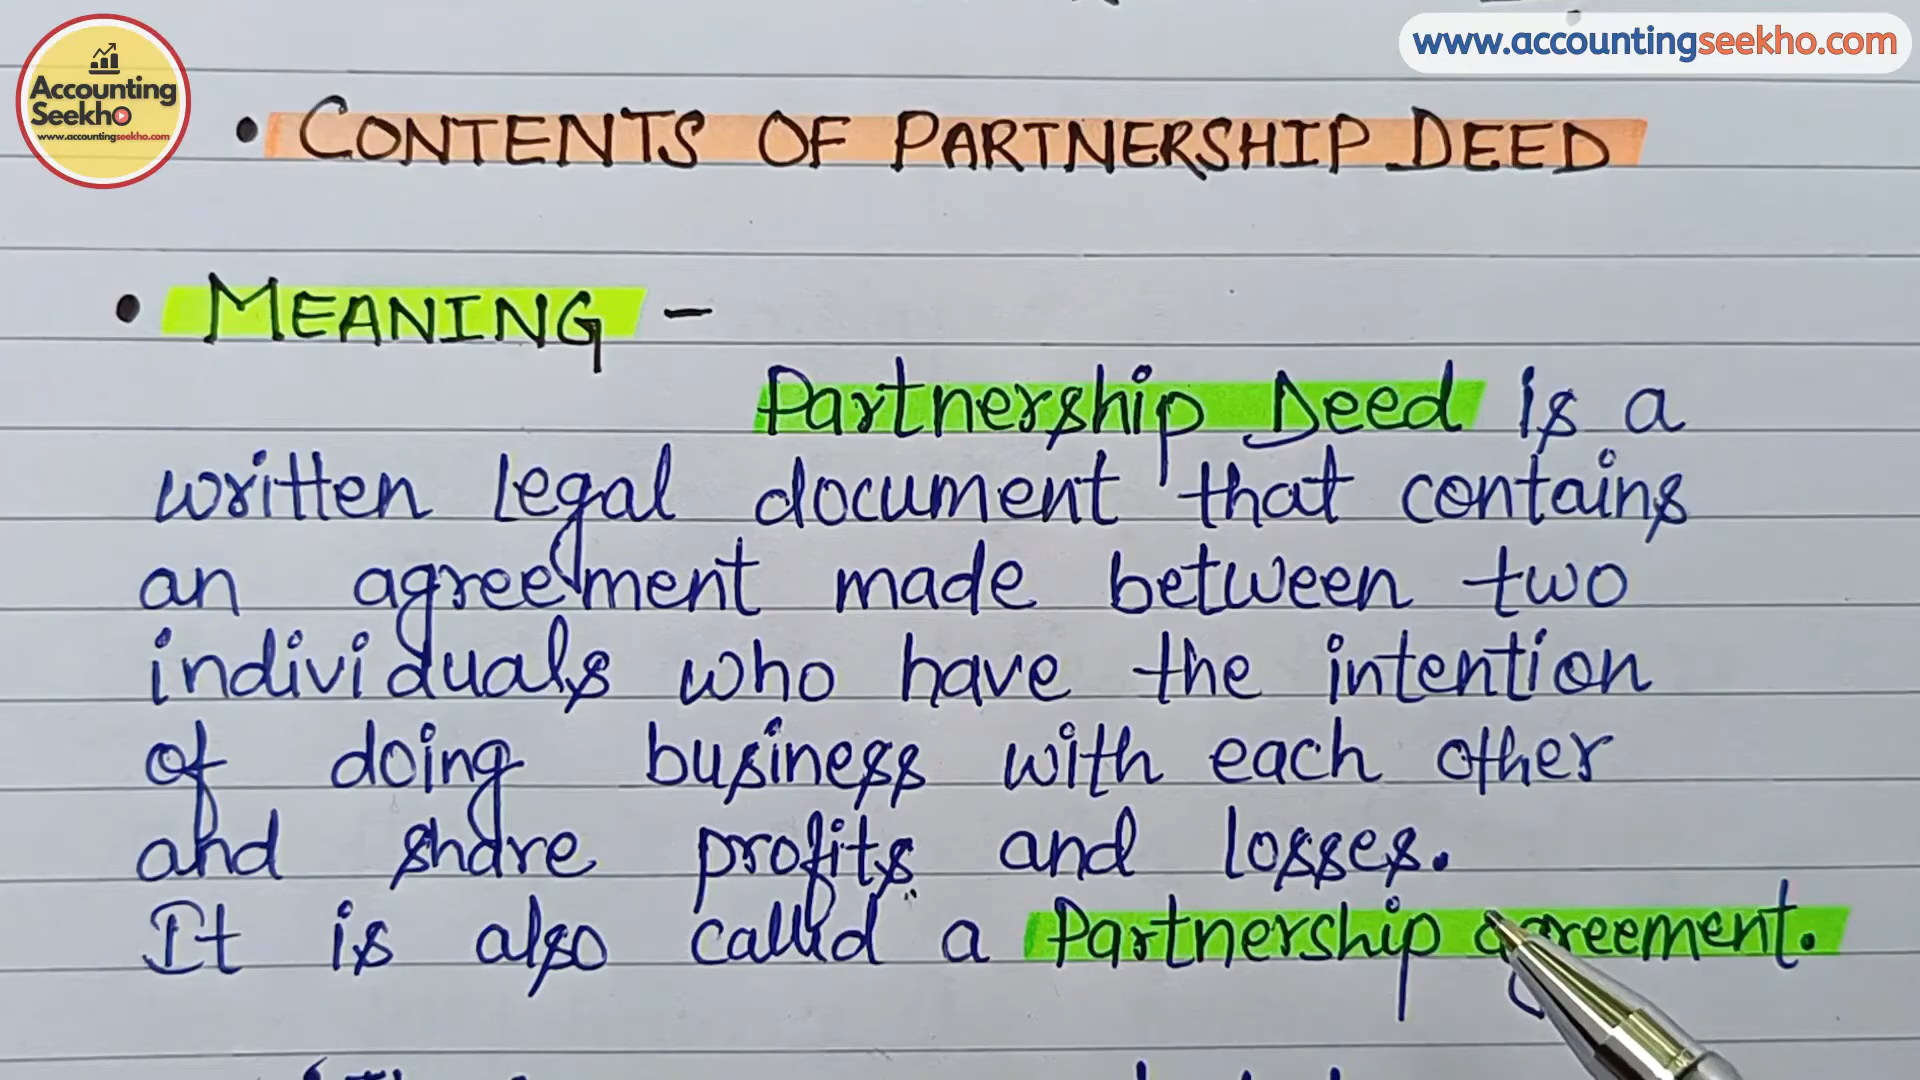 Accounting
Seekho
www.accountingseekho.com
www.accountingseekho.com
• CONTENTS OF PARTNERSHIP DEED
• MEANING -
Partnership Deed is a
written legal document that contains
an agreement made between two
individuals who have the intention
of doing business with each other
and share profits and losses.
It is also called a Partnership agreement.